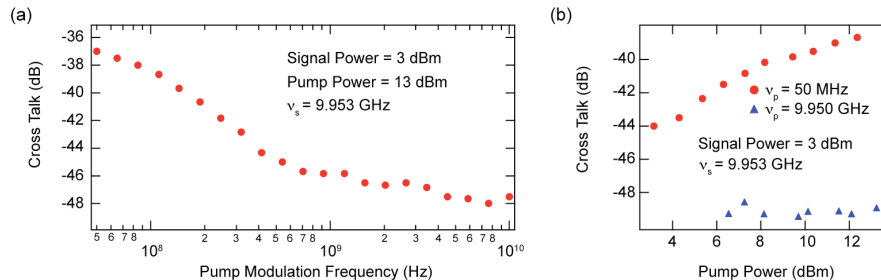 (a)
-36
-38
-40
-42
-44
-46
-48
Cross Talk (dB)
Signal Power = 3 dBm
Pump Power = 13 dBm
νs = 9.953 GHz
5 6 7 8 2 3 4 5 6 7 8 2 3 4 5 6 7 8
10⁸ 10⁹ 10¹⁰
Pump Modulation Frequency (Hz)
(b)
-40
-42
-44
-46
-48
Cross Talk (dB)
νp = 50 MHz
νp = 9.950 GHz
Signal Power = 3 dBm
νs = 9.953 GHz
4 6 8 10 12
Pump Power (dBm)